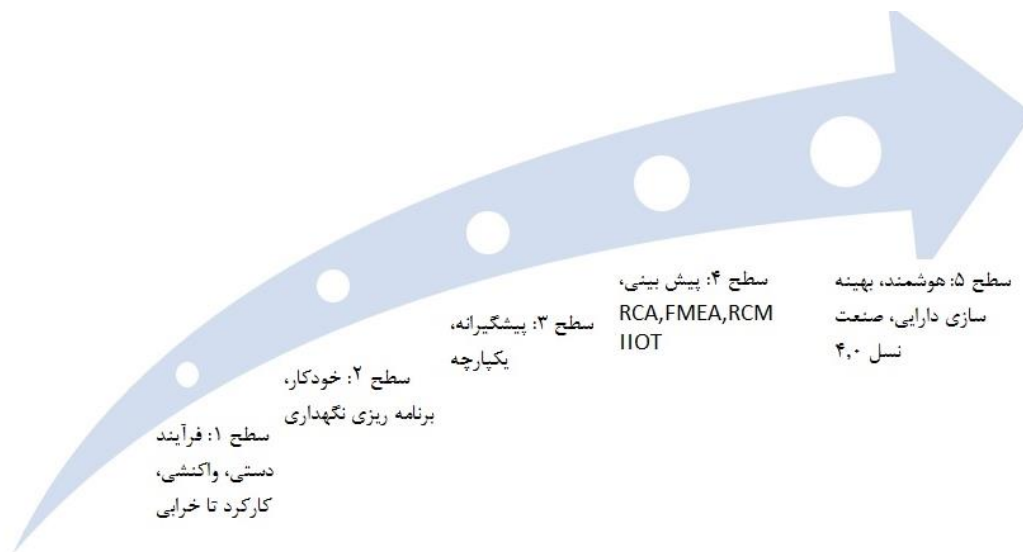 سطح ۱: فرآیند
دستی، واکنشی،
کارکرد تا خرابی
سطح ۲: خودکار،
برنامه ریزی نگهداری
سطح ۳: پیشگیرانه،
یکپارچه
سطح ۴: پیش بینی،
RCA,FMEA,RCM
IIOT
سطح ۵: هوشمند، بهینه
سازی دارایی، صنعت
نسل ۴,۰